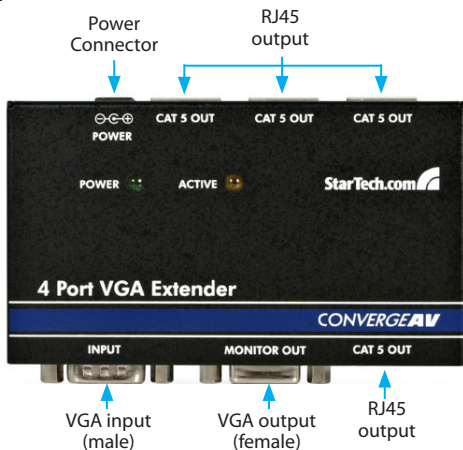 Power
Connector
RJ45
output
CAT 5 OUT CAT 5 OUT CAT 5 OUT
POWER
POWER ACTIVE StarTech.com
4 Port VGA Extender
CONVERGEAV
INPUT MONITOR OUT CAT 5 OUT
VGA input
(male)
VGA output
(female)
RJ45
output